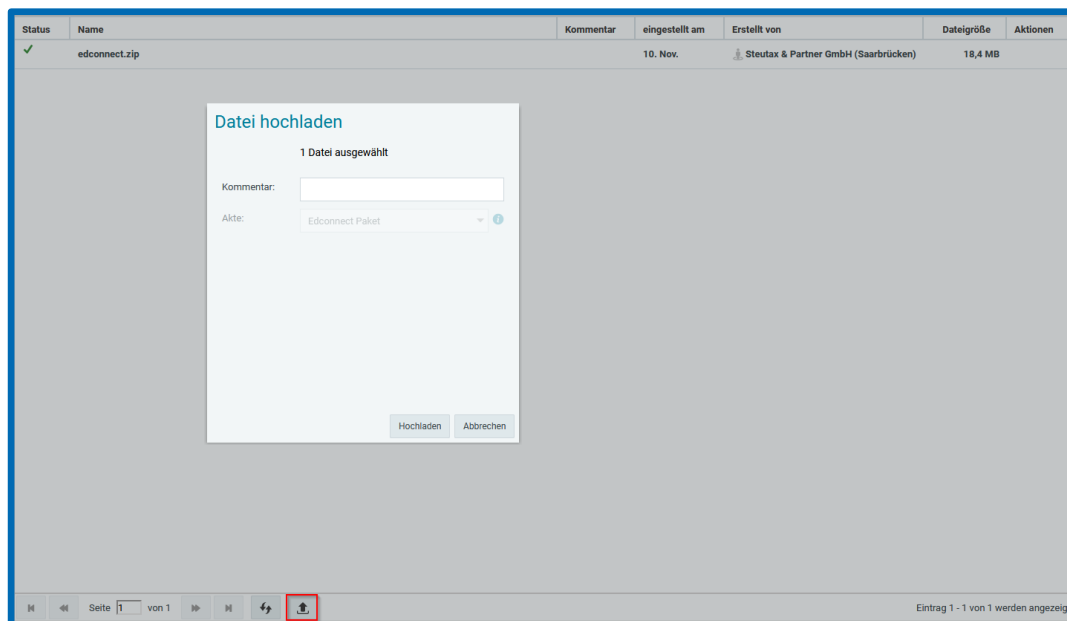 Status Name Kommentar eingestellt am Erstellt von Dateigröße Aktionen
edconnect.zip 10. Nov. Steutax & Partner GmbH (Saarbrücken) 18,4 MB
Datei hochladen
1 Datei ausgewählt
Kommentar:
Akte: Edconnect Paket
Hochladen Abbrechen
Seite 1 von 1 Eintrag 1 - 1 von 1 werden angezeig